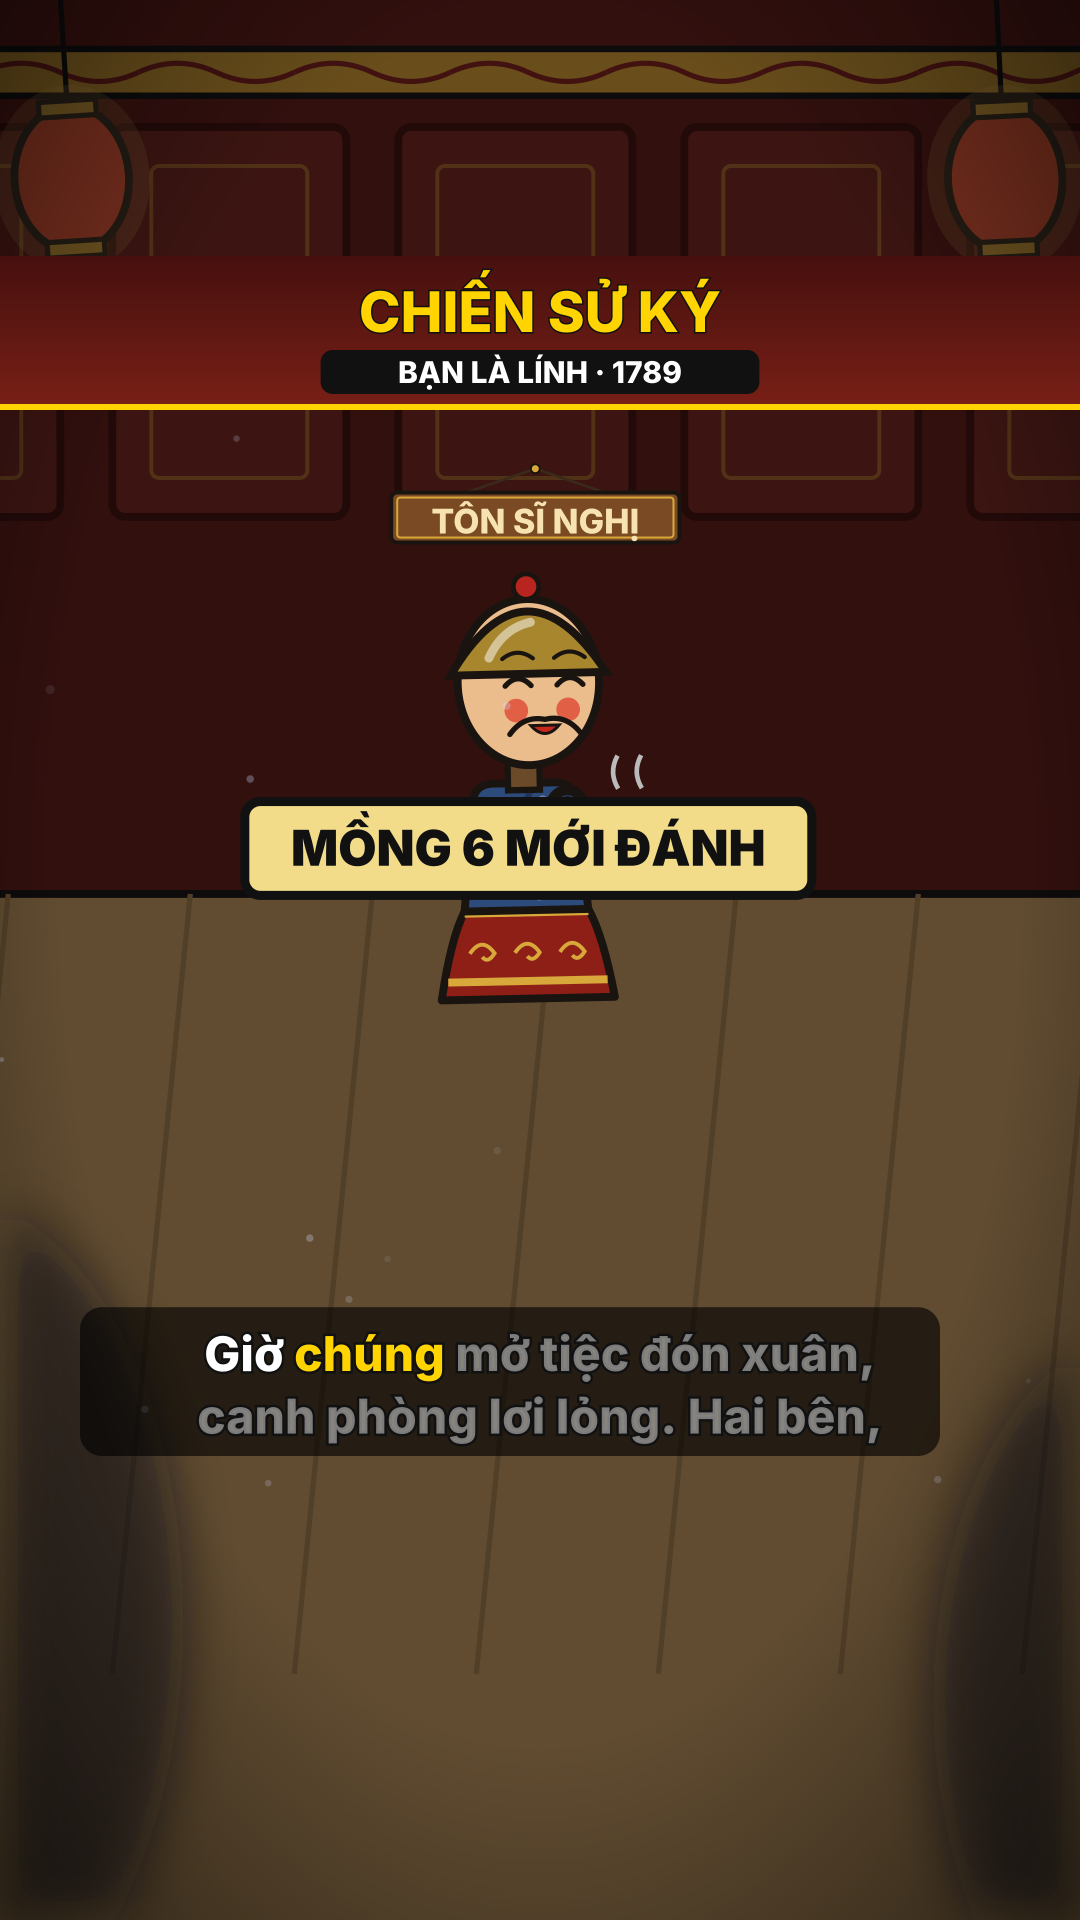 CHIẾN SỬ KÝ
BẠN LÀ LÍNH · 1789
TÔN SĨ NGHỊ
MỒNG 6 MỚI ĐÁNH
Giờ chúng mở tiệc đón xuân,
canh phòng lơi lỏng. Hai bên,